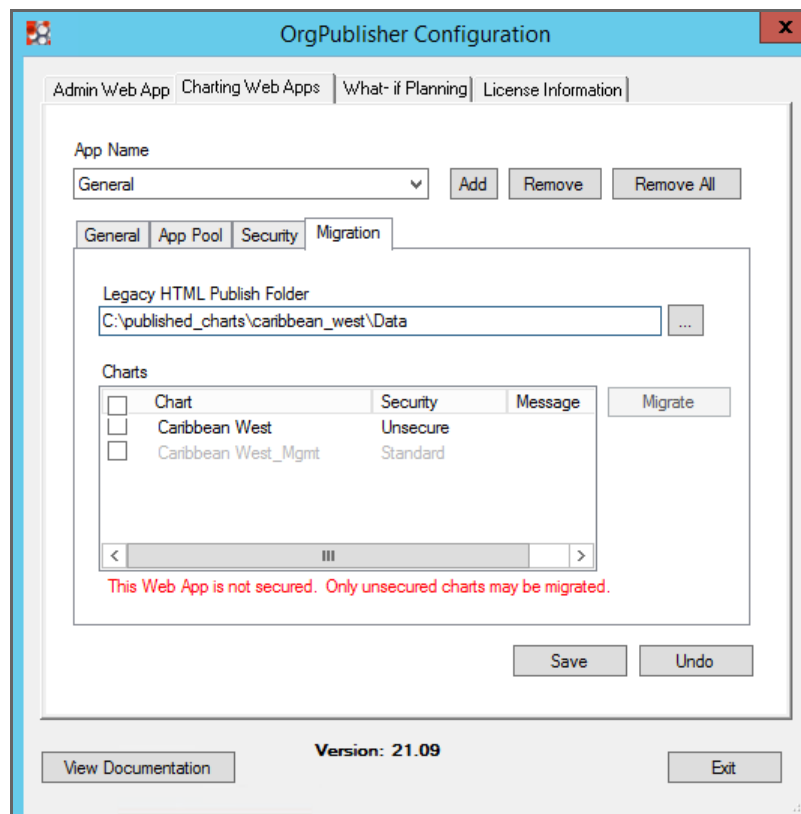 OrgPublisher Configuration
x
Admin Web App Charting Web Apps What- if Planning License Information
App Name
General Add Remove Remove All
General App Pool Security Migration
Legacy HTML Publish Folder
C:\published_charts\caribbean_west\Data ...
Charts
Chart Security Message Migrate
Caribbean West Unsecure
Caribbean West_Mgmt Standard
This Web App is not secured. Only unsecured charts may be migrated.
Save Undo
Version: 21.09
View Documentation Exit